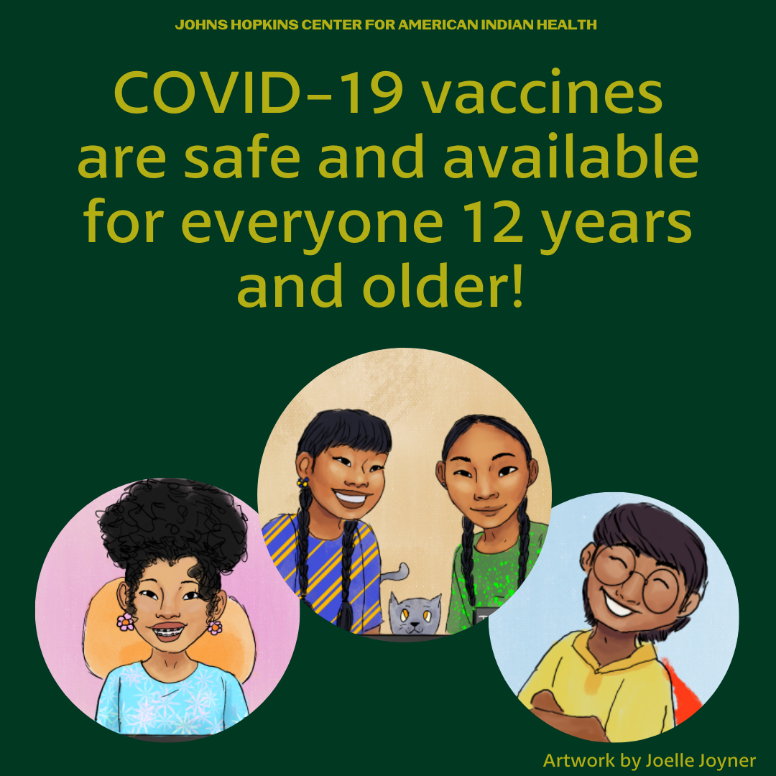 JOHNS HOPKINS CENTER FOR AMERICAN INDIAN HEALTH
COVID-19 vaccines
are safe and available
for everyone 12 years
and older!
Artwork by Joelle Joyner